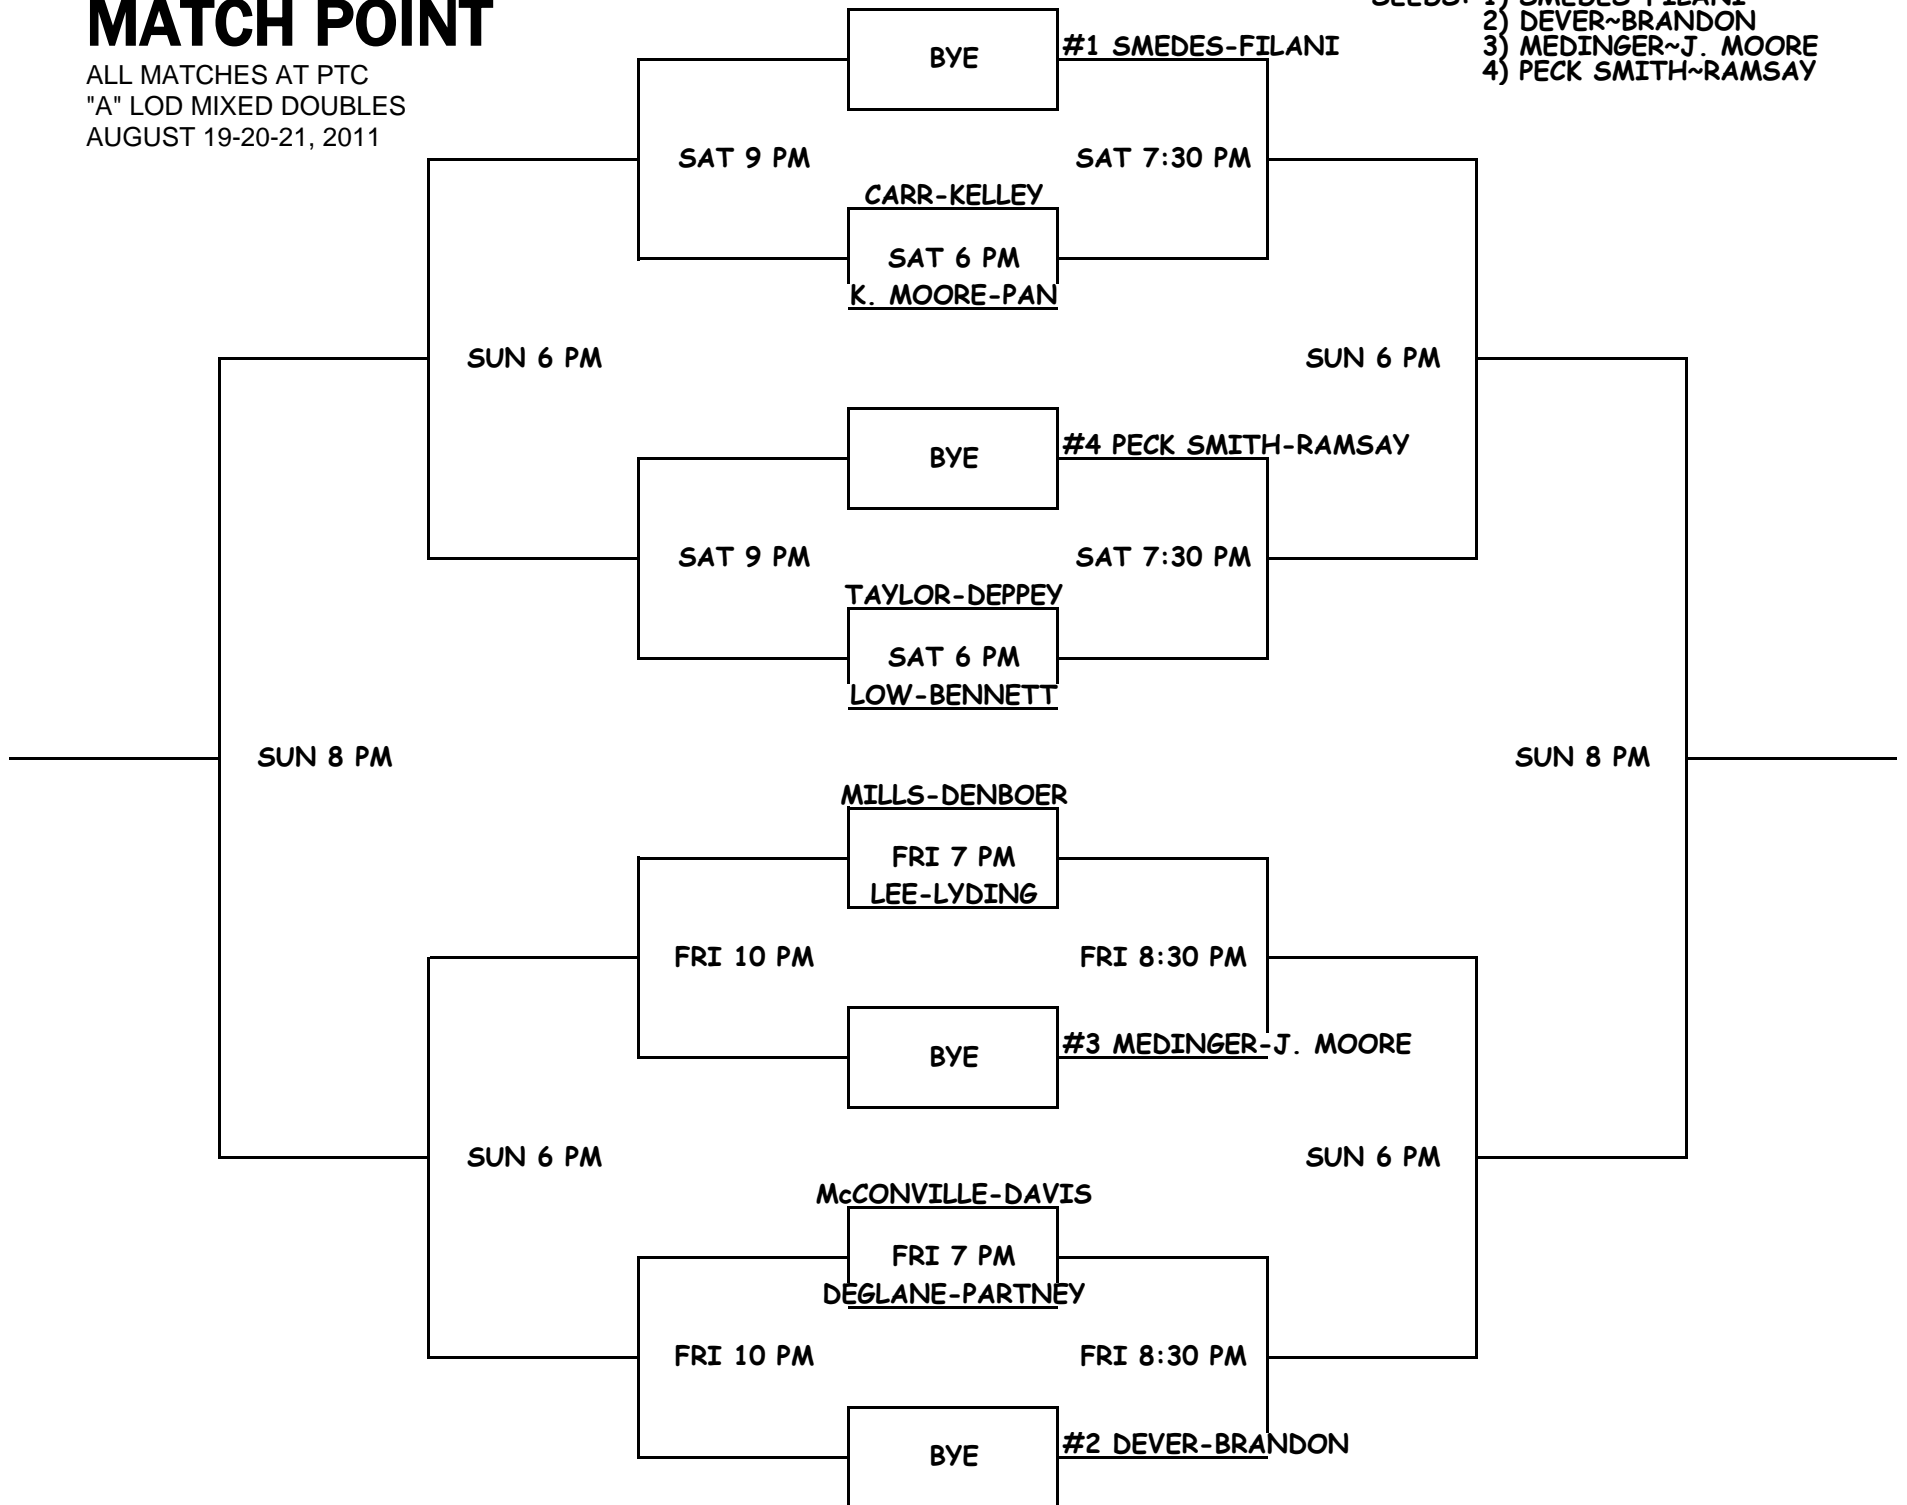 MATCH POINT
ALL MATCHES AT PTC
"A" LOD MIXED DOUBLES
AUGUST 19-20-21, 2011
SEEDS: 1) SMEDES-FILANI
2) DEVER~BRANDON
3) MEDINGER~J. MOORE
4) PECK SMITH~RAMSAY
BYE
#1 SMEDES-FILANI
SAT 9 PM
SAT 7:30 PM
CARR-KELLEY
SAT 6 PM
K. MOORE-PAN
SUN 6 PM
SUN 6 PM
BYE
#4 PECK SMITH-RAMSAY
SAT 9 PM
SAT 7:30 PM
TAYLOR-DEPPEY
SAT 6 PM
LOW-BENNETT
SUN 8 PM
SUN 8 PM
MILLS-DENBOER
FRI 7 PM
LEE-LYDING
FRI 10 PM
FRI 8:30 PM
BYE
#3 MEDINGER-J. MOORE
SUN 6 PM
SUN 6 PM
McCONVILLE-DAVIS
FRI 7 PM
DEGLANE-PARTNEY
FRI 10 PM
FRI 8:30 PM
BYE
#2 DEVER-BRANDON